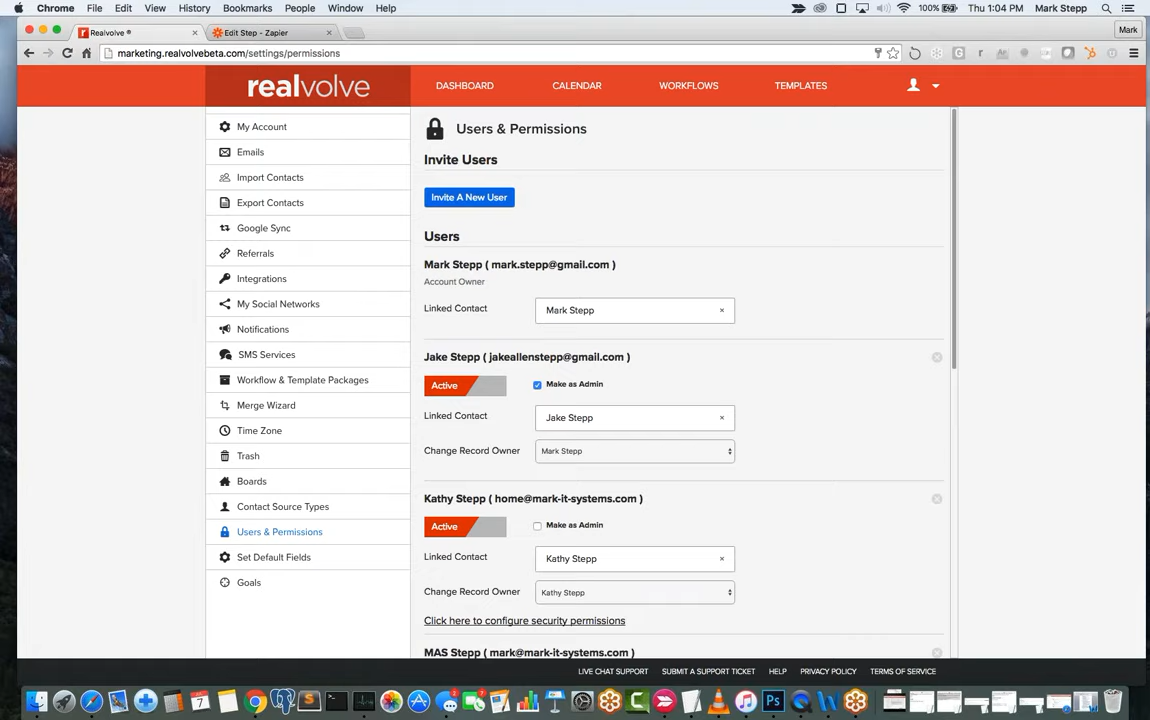 Chrome File Edit View History Bookmarks People Window Help 100% Thu 1:04 PM Mark Stepp
Realvolve ® Edit Step - Zapier Mark
marketing.realvolvebeta.com/settings/permissions
realvolve DASHBOARD CALENDAR WORKFLOWS TEMPLATES
My Account
Emails
Import Contacts
Export Contacts
Google Sync
Referrals
Integrations
My Social Networks
Notifications
SMS Services
Workflow & Template Packages
Merge Wizard
Time Zone
Trash
Boards
Contact Source Types
Users & Permissions
Set Default Fields
Goals
Users & Permissions
Invite Users
Invite A New User
Users
Mark Stepp ( mark.stepp@gmail.com )
Account Owner
Linked Contact Mark Stepp ×
Jake Stepp ( jakeallenstepp@gmail.com )
Active Make as Admin
Linked Contact Jake Stepp ×
Change Record Owner Mark Stepp
Kathy Stepp ( home@mark-it-systems.com )
Active Make as Admin
Linked Contact Kathy Stepp ×
Change Record Owner Kathy Stepp
Click here to configure security permissions
MAS Stepp ( mark@mark-it-systems.com )
LIVE CHAT SUPPORT SUBMIT A SUPPORT TICKET HELP PRIVACY POLICY TERMS OF SERVICE